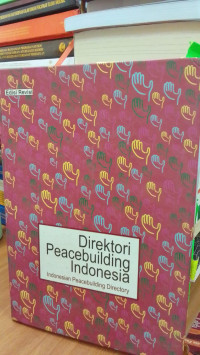 Edisi Revisi
Direktori
Peacebuilding
Indonesia
Indonesian Peacebuilding Directory